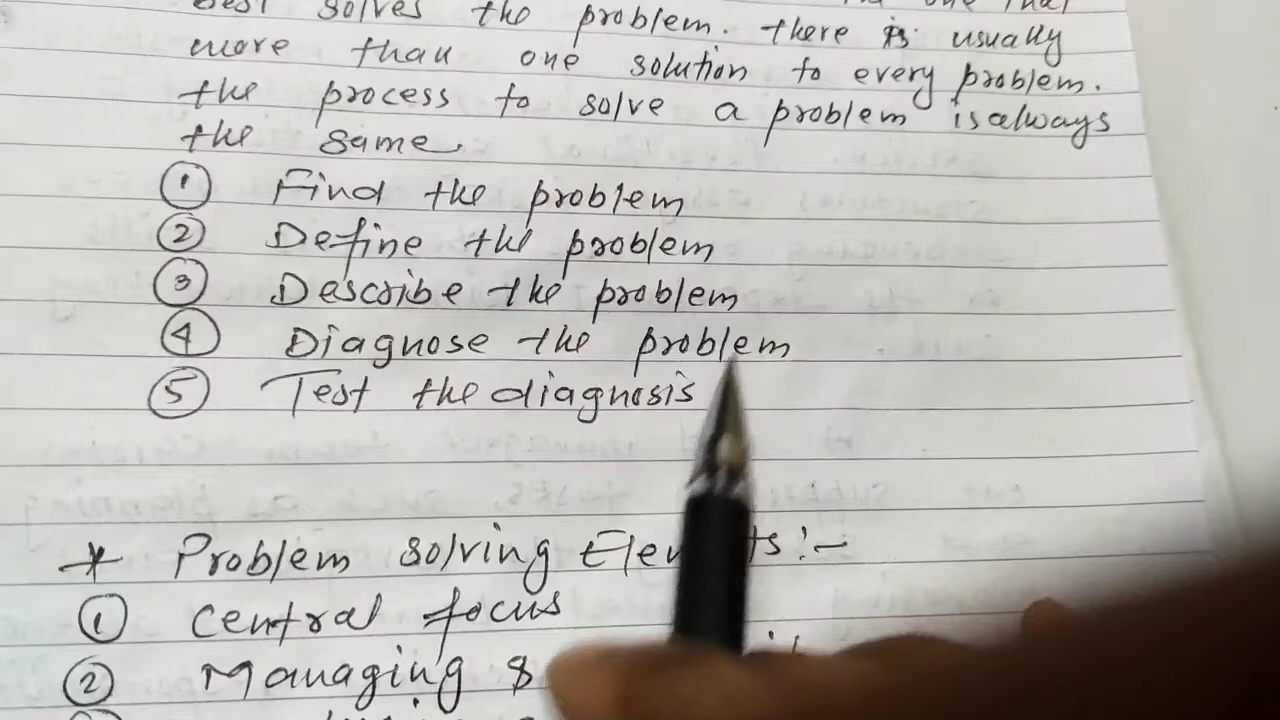 best solves the problem. there is usually
more than one solution to every problem.
the process to solve a problem is always
the same.
① Find the problem
② Define the problem
③ Describe the problem
④ Diagnose the problem
⑤ Test the diagnosis
* Problem solving Elements:-
① Central focus
② Managing